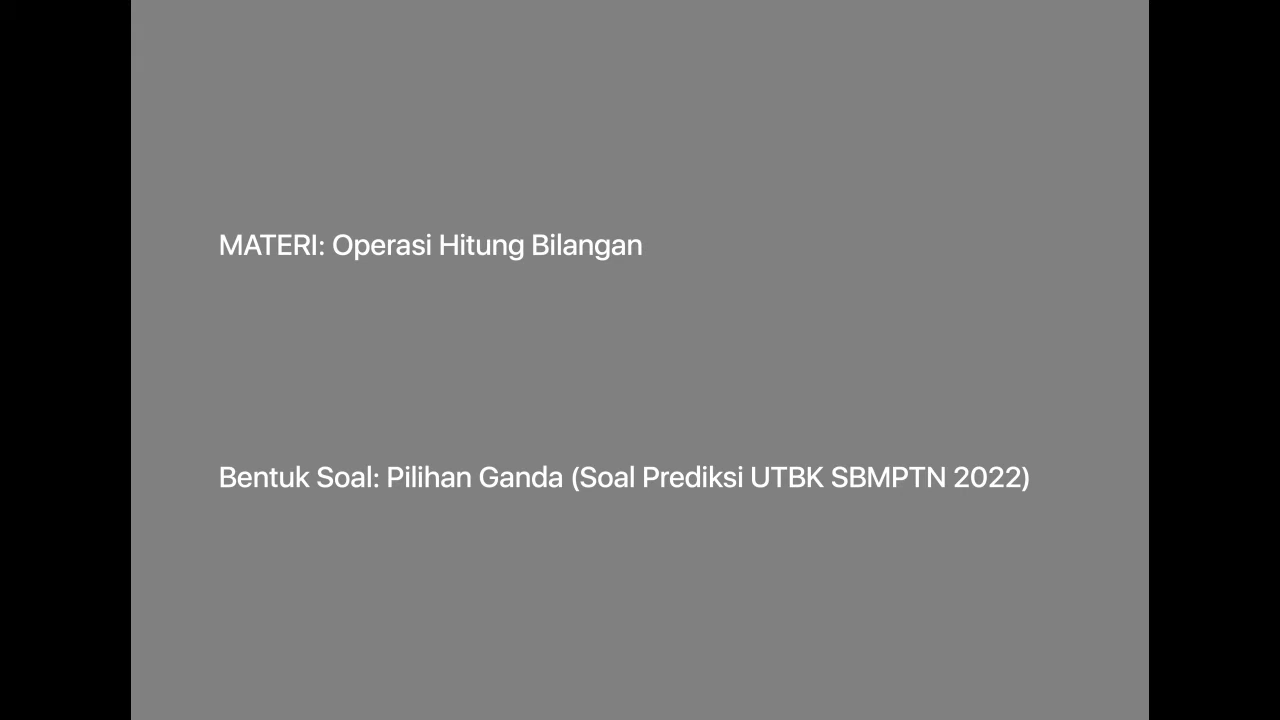 MATERI: Operasi Hitung Bilangan
Bentuk Soal: Pilihan Ganda (Soal Prediksi UTBK SBMPTN 2022)